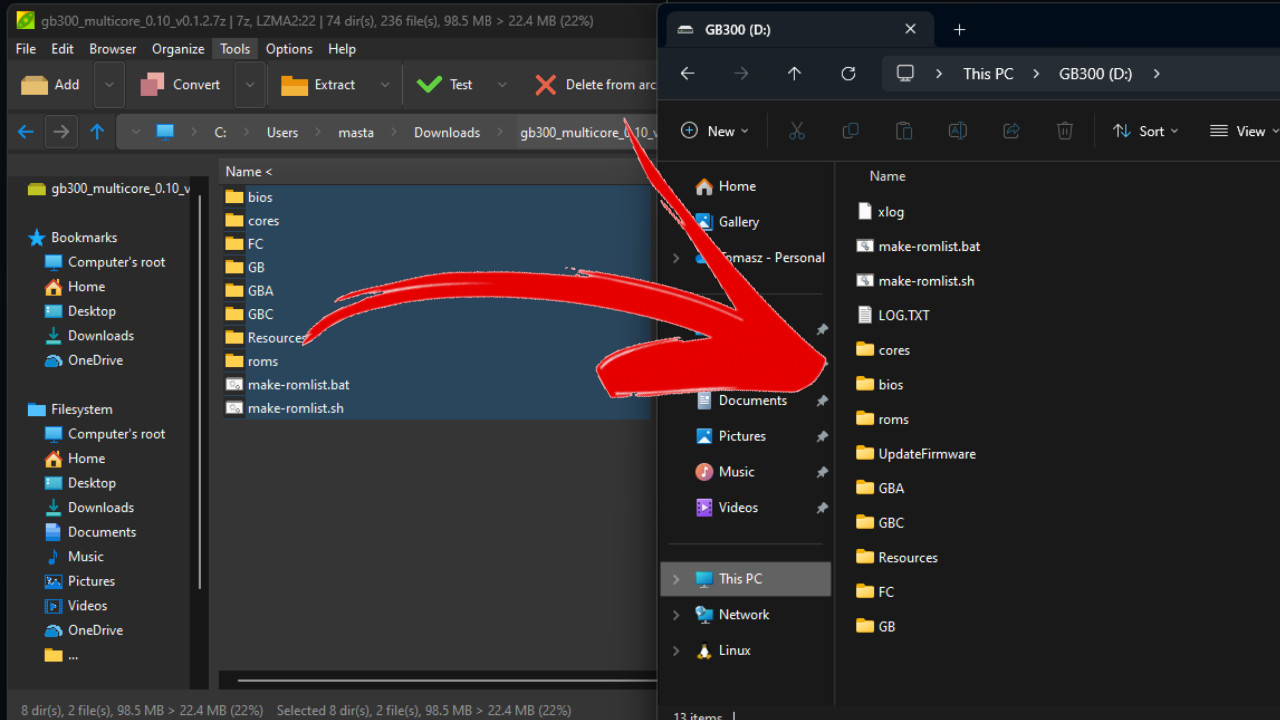 gb300_multicore_0.10_v0.1.2.7z | 7z, LZMA2:22 | 74 dir(s), 236 file(s), 98.5 MB > 22.4 MB (22%)
File Edit Browser Organize Tools Options Help
Add Convert Extract Test Delete from arc
C: Users masta Downloads gb300_multicore_0.10_v
gb300_multicore_0.10_v
Bookmarks
Computer's root
Home
Desktop
Downloads
OneDrive
Filesystem
Computer's root
Home
Desktop
Downloads
Documents
Music
Pictures
Videos
OneDrive
...
Name <
bios
cores
FC
GB
GBA
GBC
Resources
roms
make-romlist.bat
make-romlist.sh
8 dir(s), 2 file(s), 98.5 MB > 22.4 MB (22%) Selected 8 dir(s), 2 file(s), 98.5 MB > 22.4 MB (22%)
GB300 (D:)
This PC GB300 (D:)
New Sort View
Home
Gallery
Tomasz - Personal
Documents
Pictures
Music
Videos
This PC
Network
Linux
Name
xlog
make-romlist.bat
make-romlist.sh
LOG.TXT
cores
bios
roms
UpdateFirmware
GBA
GBC
Resources
FC
GB
13 items